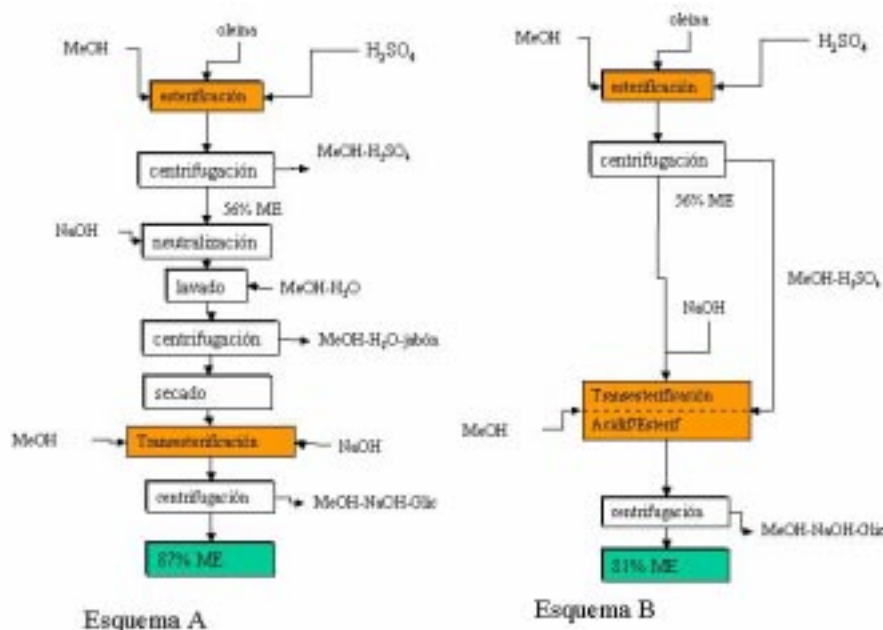 oleina
MeOH
H₂SO₄
esterificación
centrifugación
MeOH-H₂SO₄
56% ME
NaOH
neutralización
lavado
MeOH-H₂O
centrifugación
MeOH-H₂O-jabón
secado
MeOH
Transesterificación
NaOH
centrifugación
MeOH-NaOH-Glic
87% ME
Esquema A
oleina
MeOH
H₂SO₄
esterificación
centrifugación
56% ME
MeOH-H₂SO₄
NaOH
Transesterificación
MeOH
centrifugación
MeOH-NaOH-Glic
81% ME
Esquema B